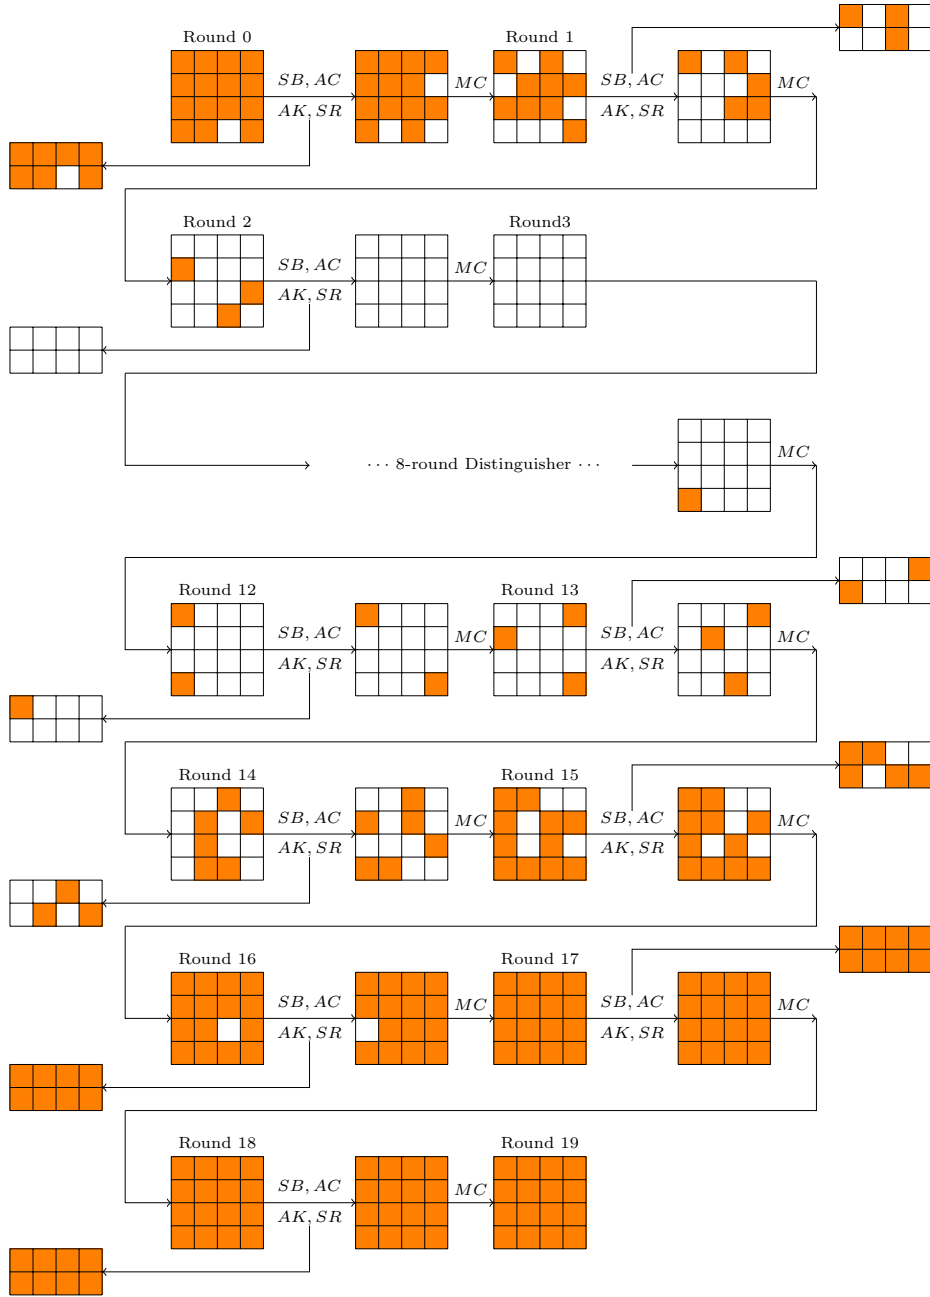 Round 0
Round 1
SB, AC
MC
SB, AC
MC
AK, SR
AK, SR
Round 2
Round3
SB, AC
MC
AK, SR
··· 8-round Distinguisher ···
MC
Round 12
Round 13
SB, AC
MC
SB, AC
MC
AK, SR
AK, SR
Round 14
Round 15
SB, AC
MC
SB, AC
MC
AK, SR
AK, SR
Round 16
Round 17
SB, AC
MC
SB, AC
MC
AK, SR
AK, SR
Round 18
Round 19
SB, AC
MC
AK, SR